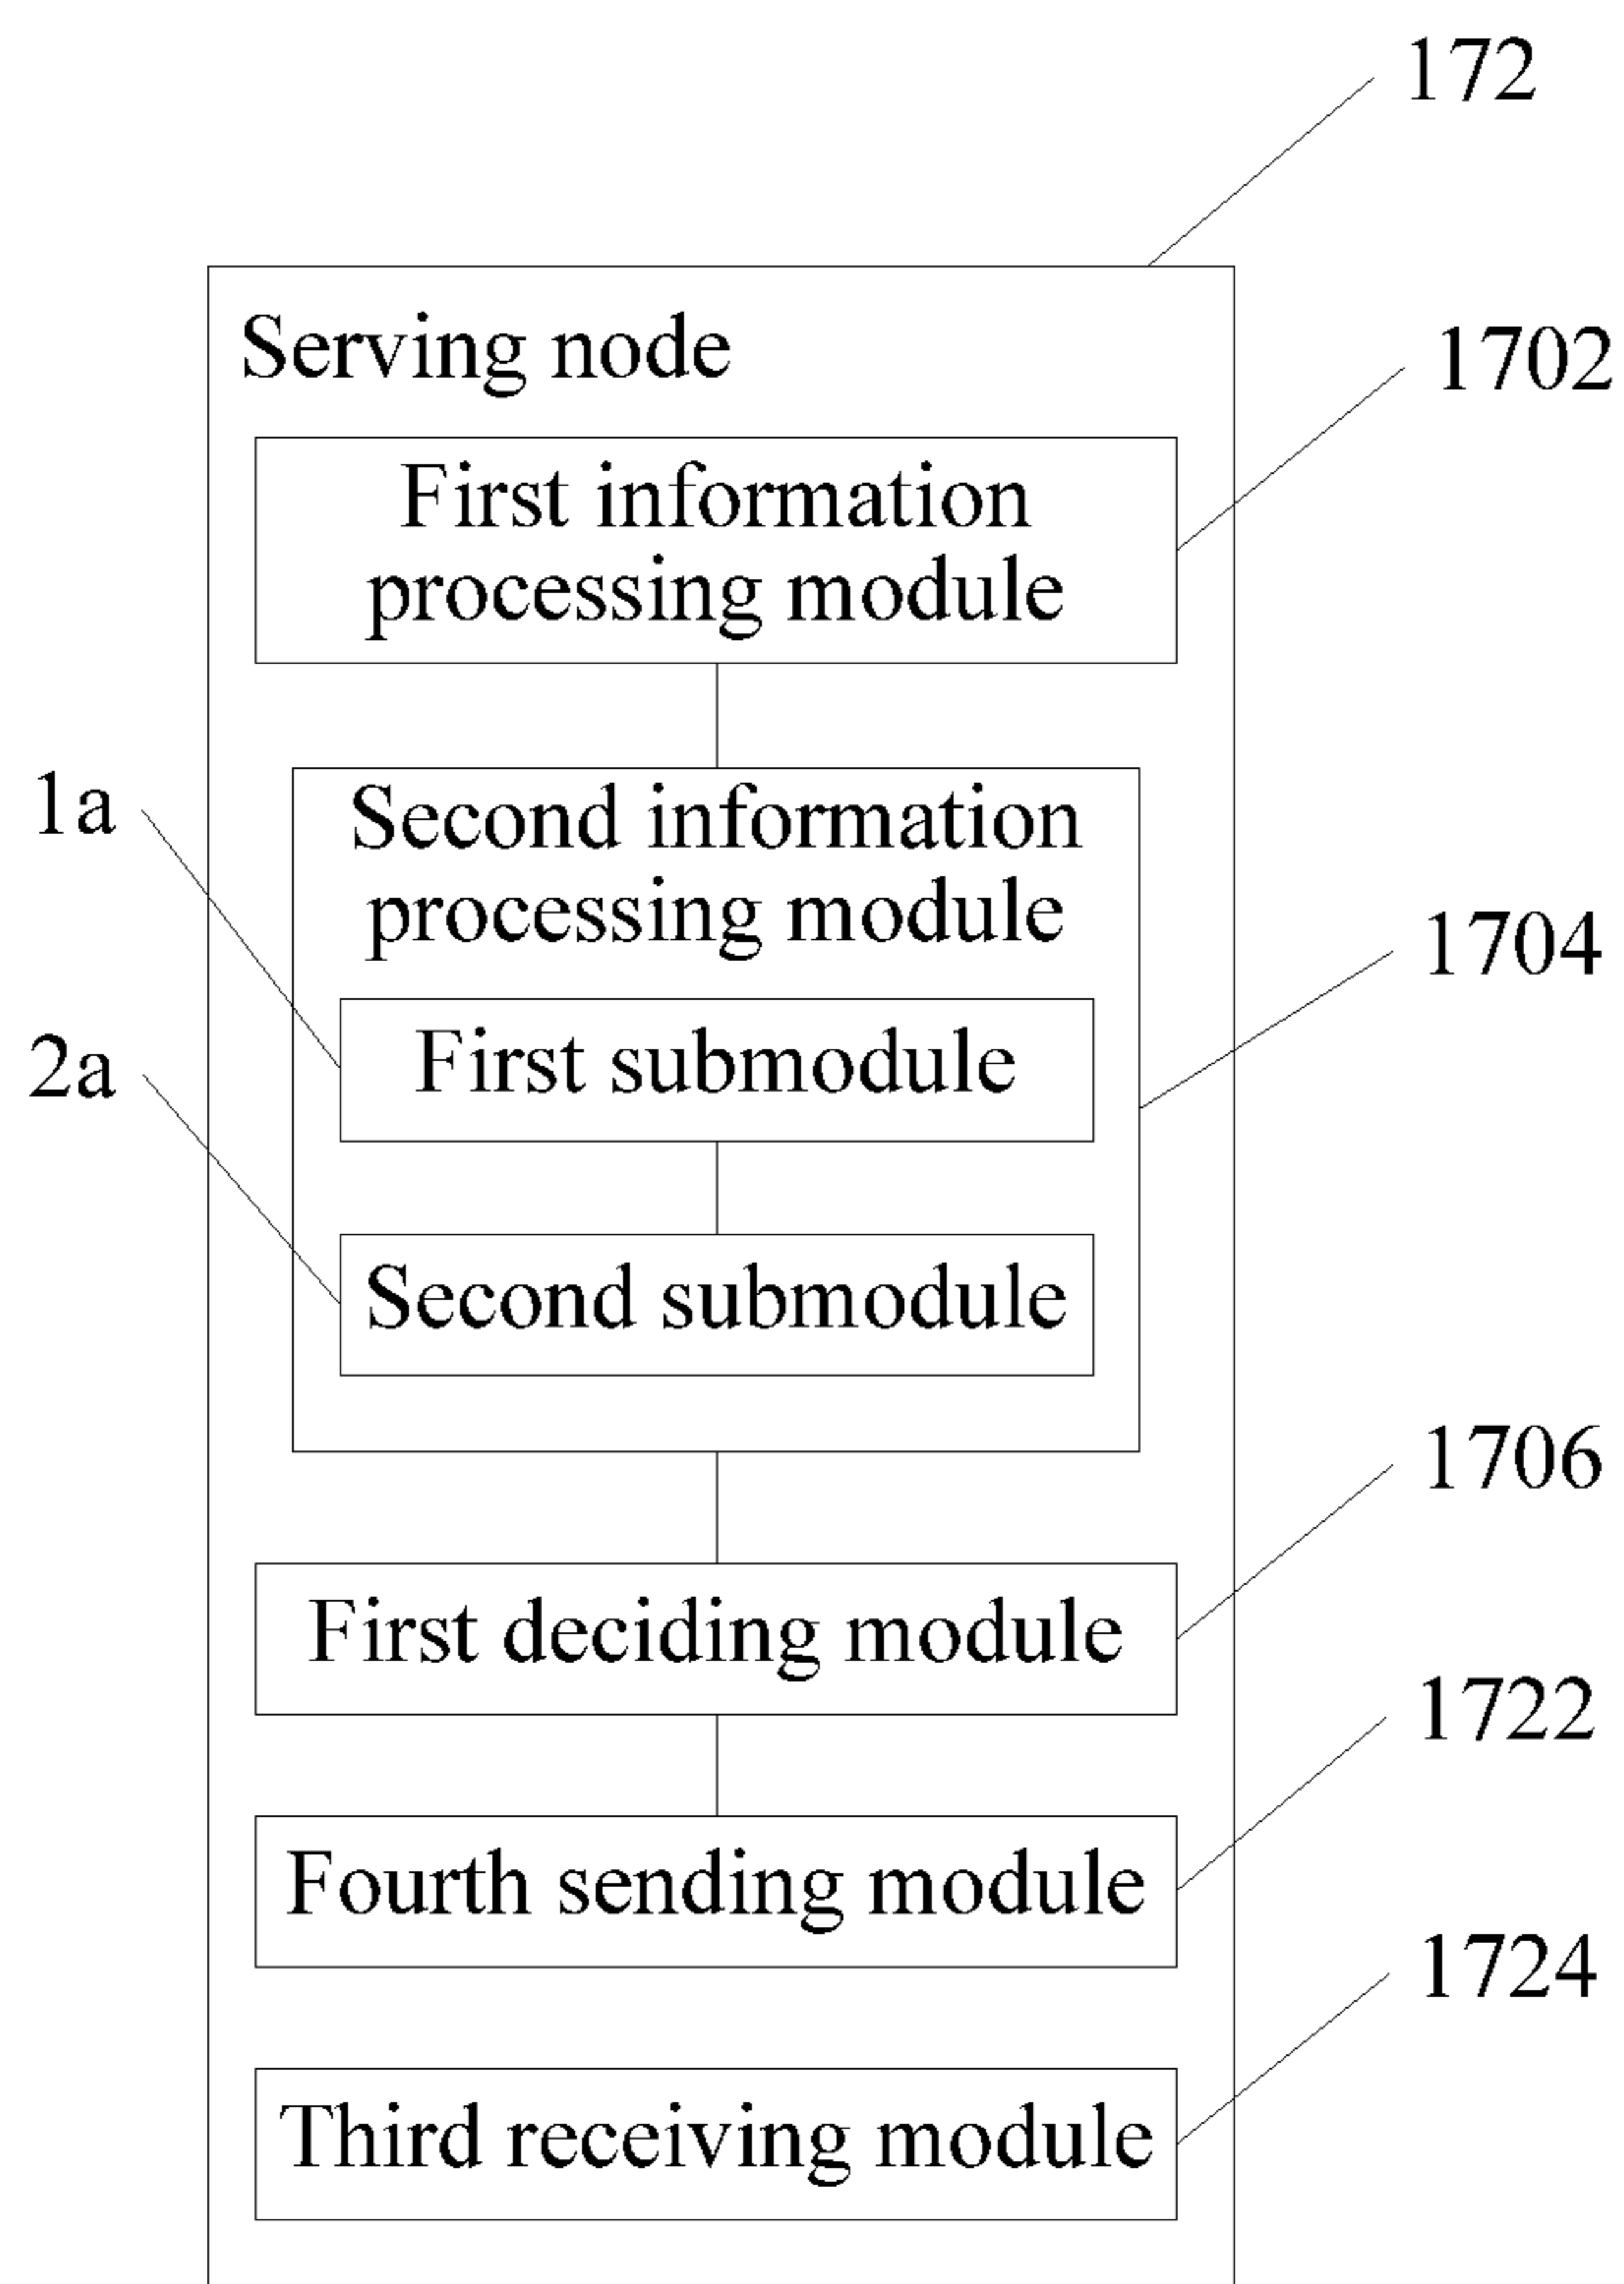 172
Serving node
1702
First information
processing module
1a
Second information
processing module
1704
First submodule
2a
Second submodule
1706
First deciding module
1722
Fourth sending module
1724
Third receiving module